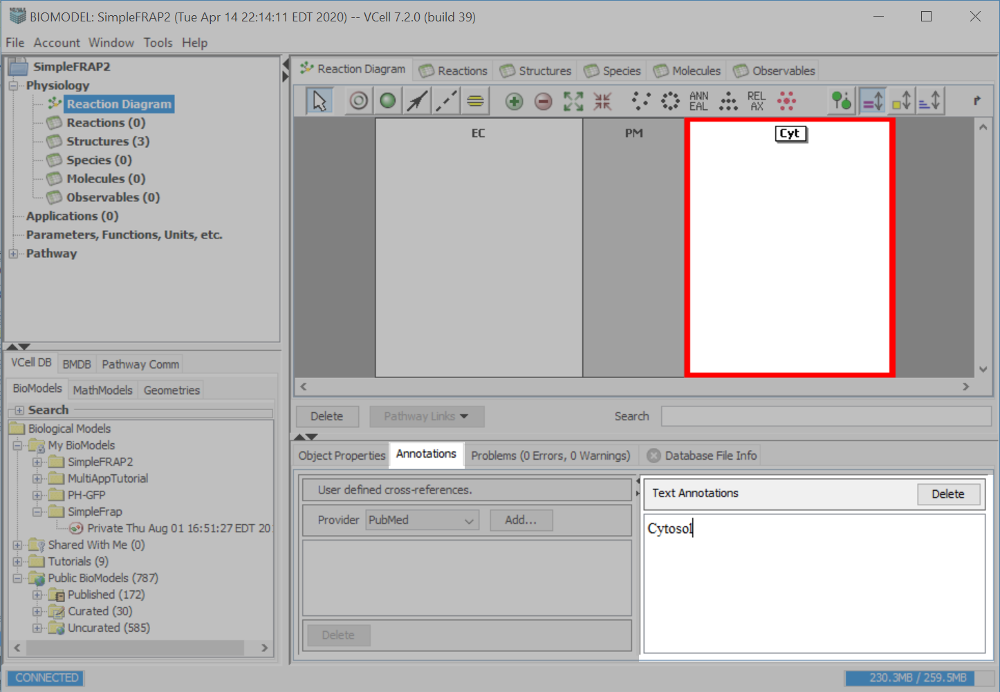 BIOMODEL: SimpleFRAP2 (Tue Apr 14 22:14:11 EDT 2020) -- VCell 7.2.0 (build 39)
File Account Window Tools Help
SimpleFRAP2
Physiology
Reaction Diagram
Reactions (0)
Structures (3)
Species (0)
Molecules (0)
Observables (0)
Applications (0)
Parameters, Functions, Units, etc.
Pathway
VCell DB BMDB Pathway Comm
BioModels MathModels Geometries
Search
Biological Models
My BioModels
SimpleFRAP2
MultiAppTutorial
PH-GFP
SimpleFrap
Private Thu Aug 01 16:51:27 EDT 20
Shared With Me (0)
Tutorials (9)
Public BioModels (787)
Published (172)
Curated (30)
Uncurated (585)
Reaction Diagram Reactions Structures Species Molecules Observables
ANN EAL REL AX
EC PM Cyt
Delete Pathway Links Search
Object Properties Annotations Problems (0 Errors, 0 Warnings) Database File Info
User defined cross-references.
Provider PubMed Add...
Delete
Text Annotations Delete
Cytosol
CONNECTED 230.3MB / 259.5MB